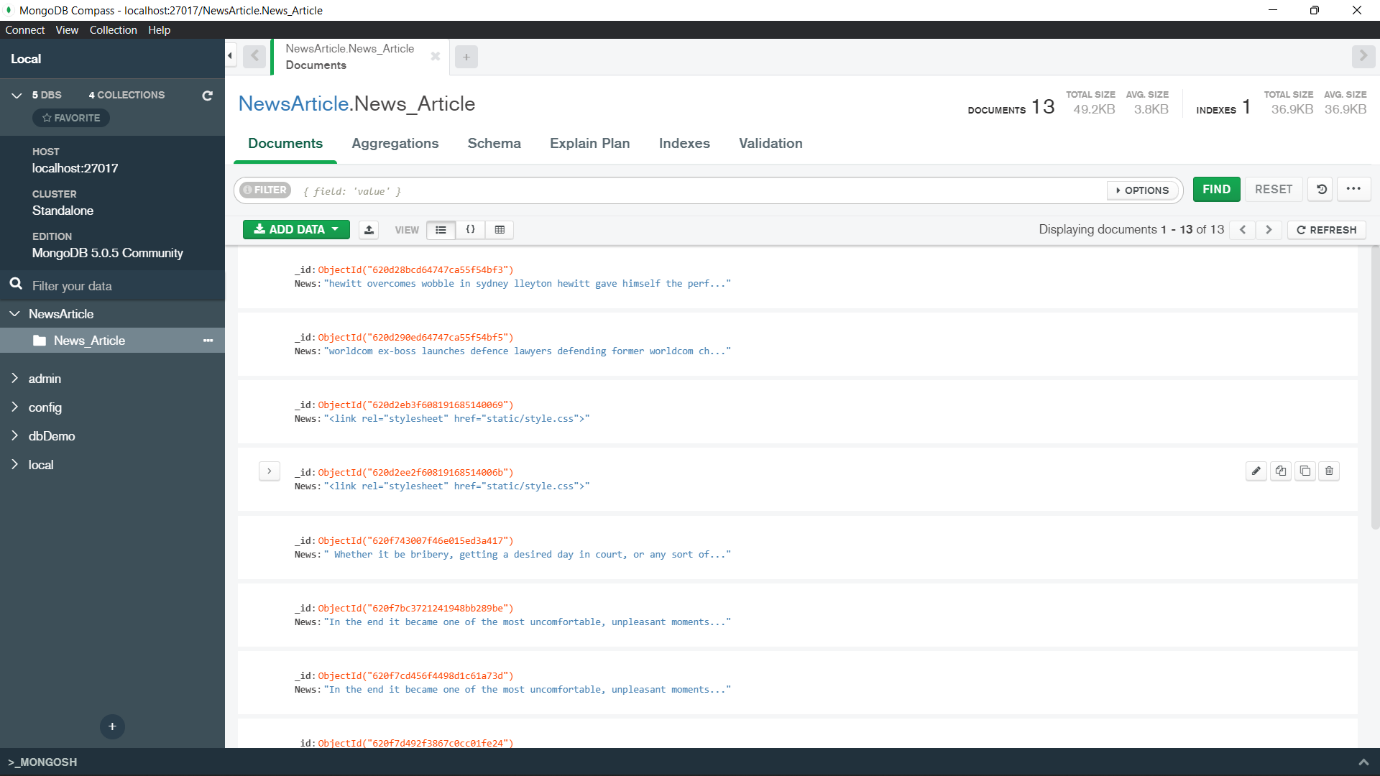 MongoDB Compass - localhost:27017/NewsArticle.News_Article
Connect View Collection Help
Local
5 DBS 4 COLLECTIONS
FAVORITE
HOST
localhost:27017
CLUSTER
Standalone
EDITION
MongoDB 5.0.5 Community
Filter your data
NewsArticle
News_Article
admin
config
dbDemo
local
>_MONGOSH
NewsArticle.News_Article
Documents
NewsArticle.News_Article
DOCUMENTS 13 TOTAL SIZE 49.2KB AVG. SIZE 3.8KB INDEXES 1 TOTAL SIZE 36.9KB AVG. SIZE 36.9KB
Documents Aggregations Schema Explain Plan Indexes Validation
FILTER { field: 'value' } OPTIONS FIND RESET
ADD DATA VIEW {} Displaying documents 1 - 13 of 13 REFRESH
_id: ObjectId("620d28bcd64747ca55f54bf3")
News: "hewitt overcomes wobble in sydney lleyton hewitt gave himself the perf..."
_id: ObjectId("620d290ed64747ca55f54bf5")
News: "worldcom ex-boss launches defence lawyers defending former worldcom ch..."
_id: ObjectId("620d2eb3f608191685140069")
News: "<link rel="stylesheet" href="static/style.css">"
_id: ObjectId("620d2ee2f60819168514006b")
News: "<link rel="stylesheet" href="static/style.css">"
_id: ObjectId("620f743007f46e015ed3a417")
News: " Whether it be bribery, getting a desired day in court, or any sort of..."
_id: ObjectId("620f7bc3721241948bb289be")
News: "In the end it became one of the most uncomfortable, unpleasant moments..."
_id: ObjectId("620f7cd456f4498d1c61a73d")
News: "In the end it became one of the most uncomfortable, unpleasant moments..."
_id: ObjectId("620f7d492f3867c0cc01fe24")